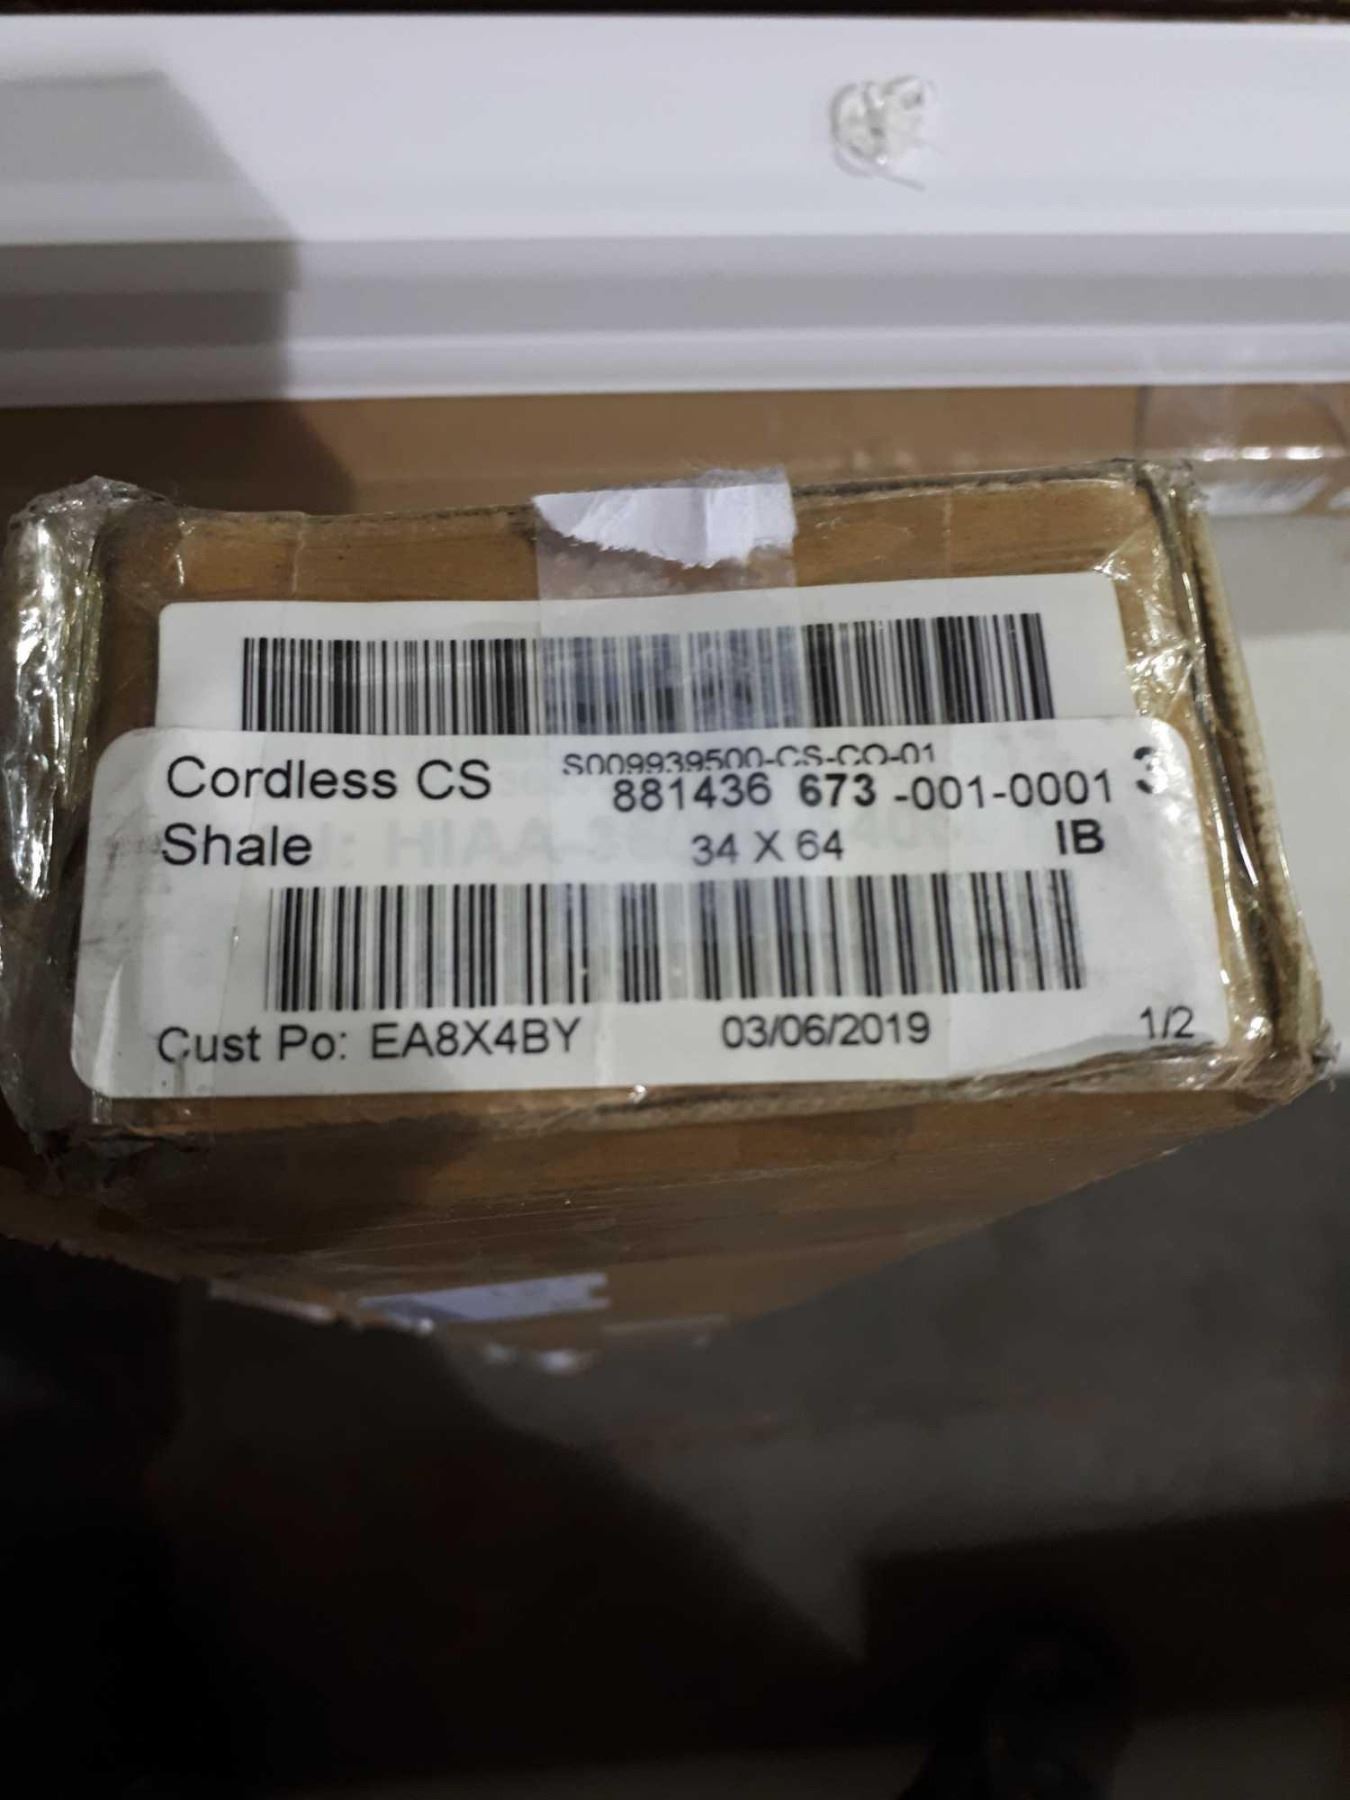 Cordless CS S009939500-CS-CO-01
881436 673 -001-0001 3
Shale 34 X 64 IB
Cust Po: EA8X4BY 03/06/2019 1/2